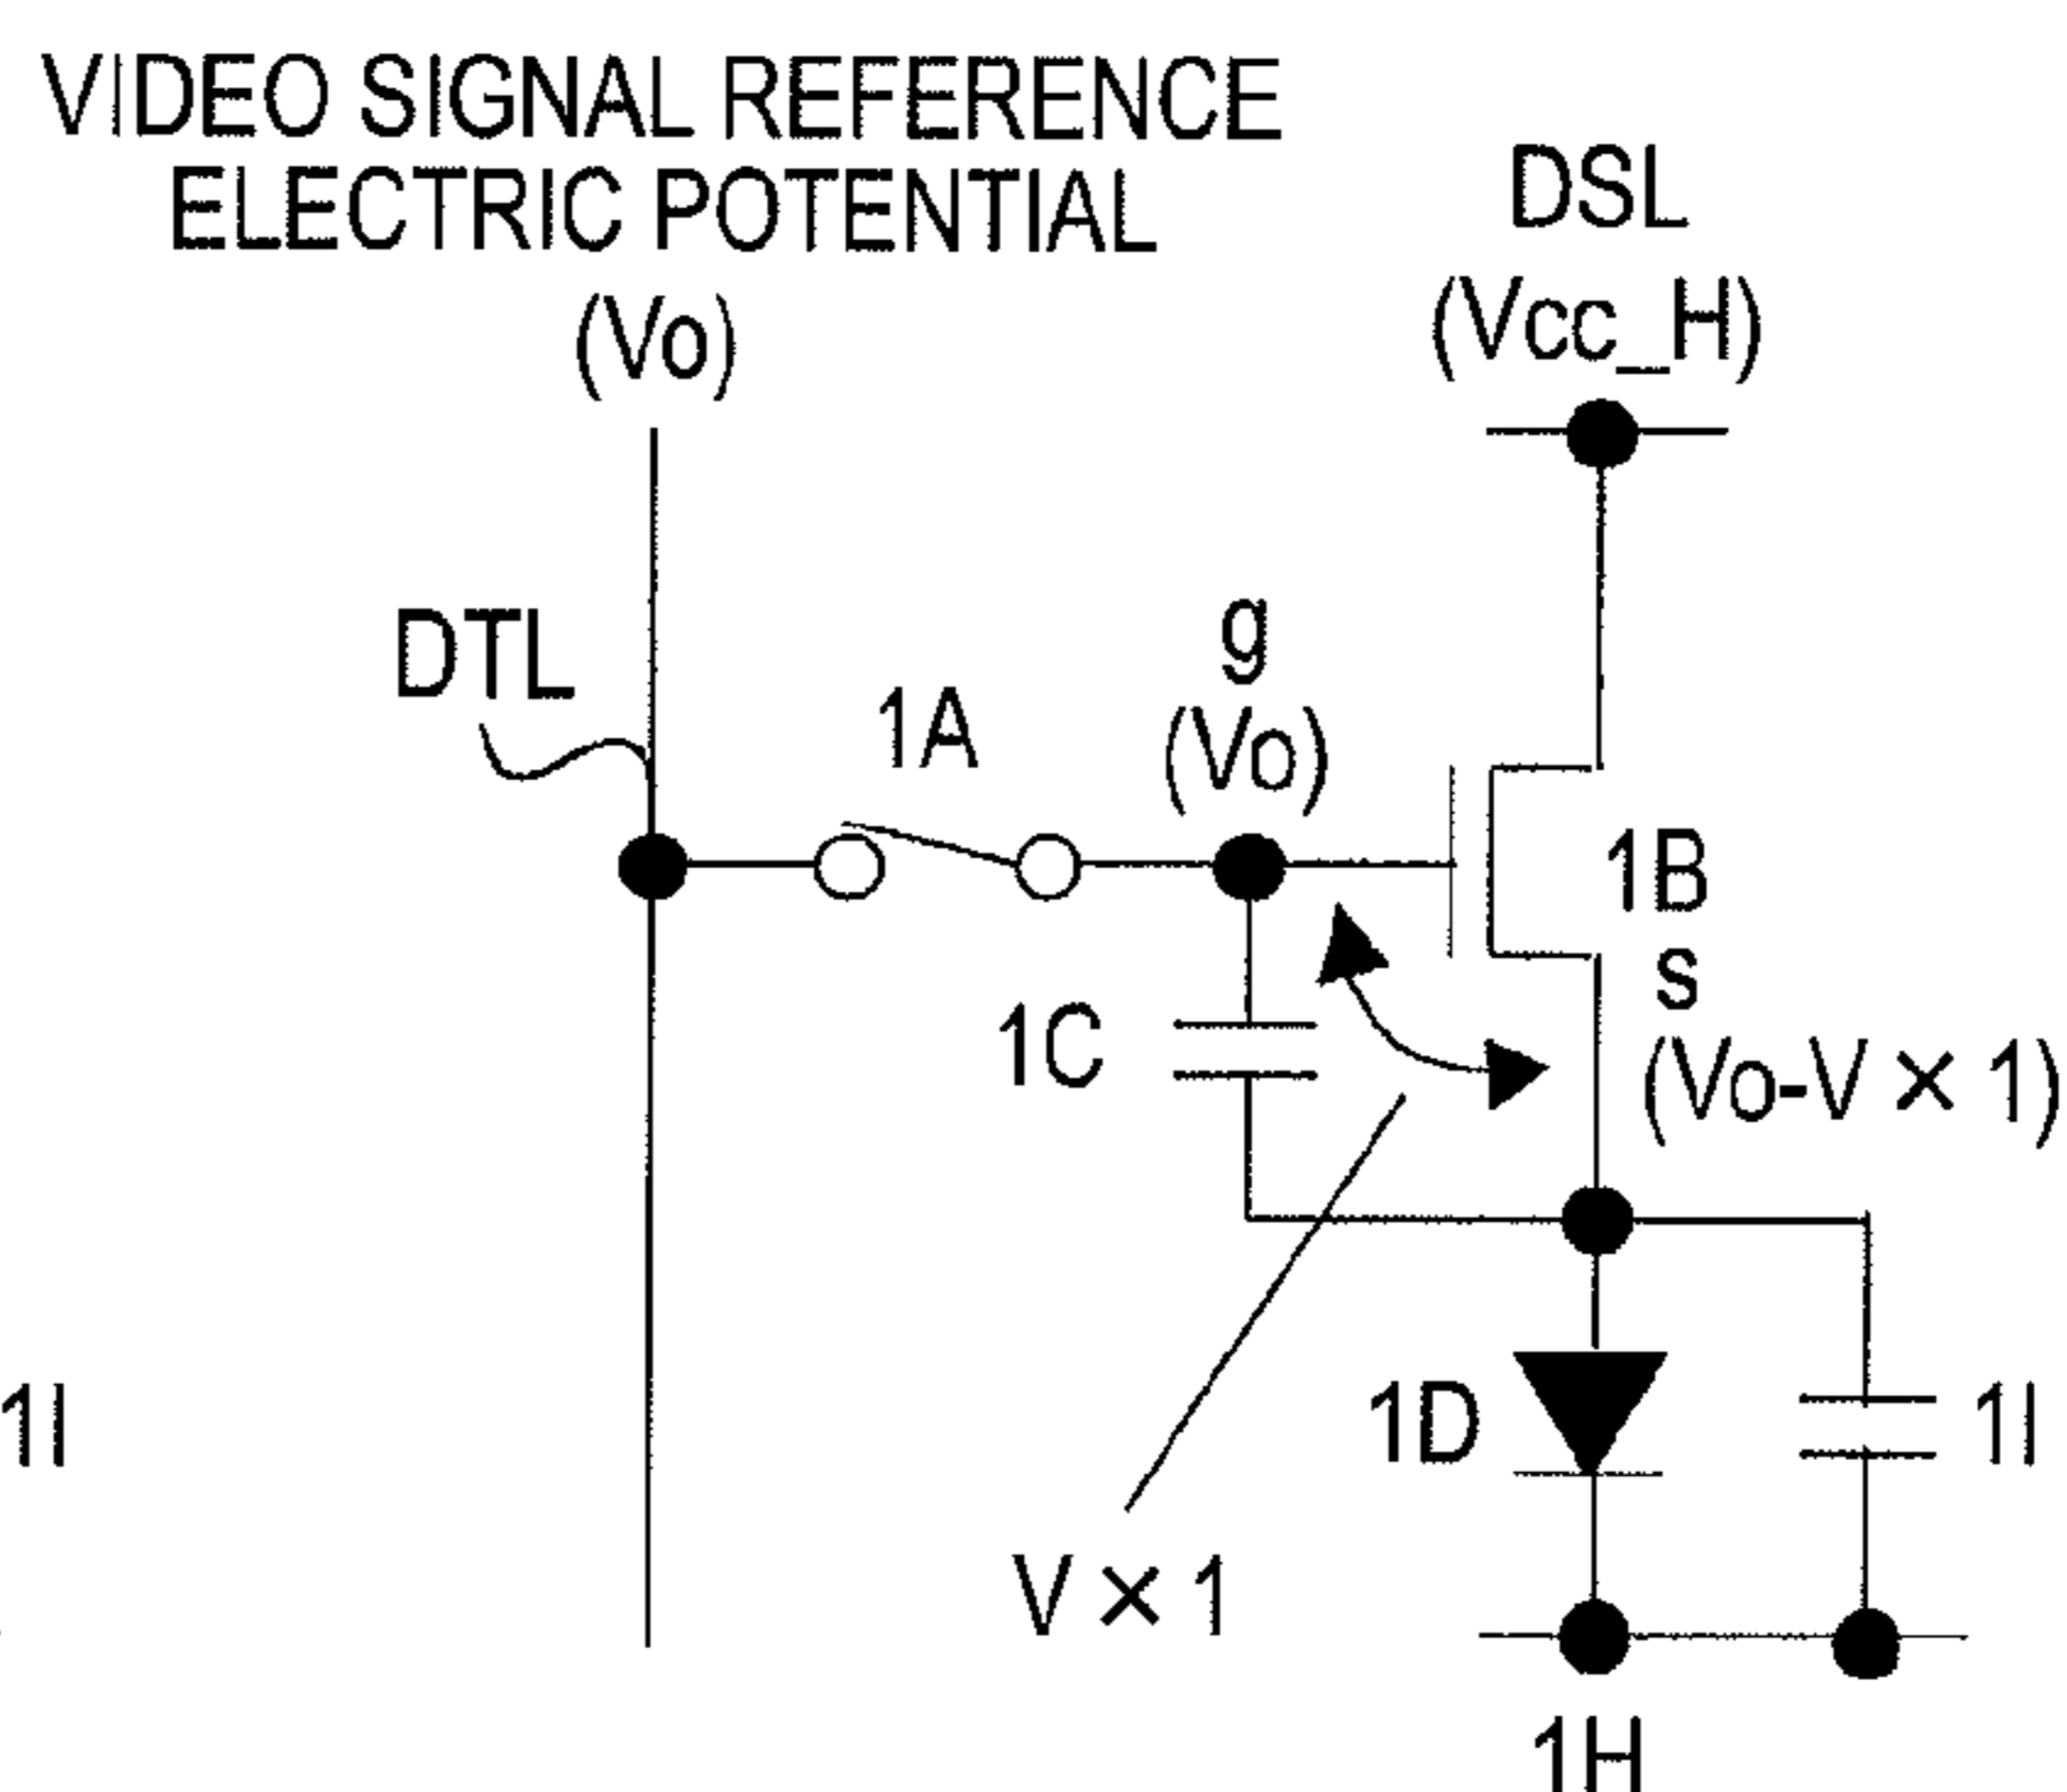 VIDEO SIGNAL REFERENCE
ELECTRIC POTENTIAL
(Vo)
DSL
(Vcc_H)
DTL
1A
g
(Vo)
1B
s
(Vo-V×1)
1C
1I
1D
1I
V×1
1H